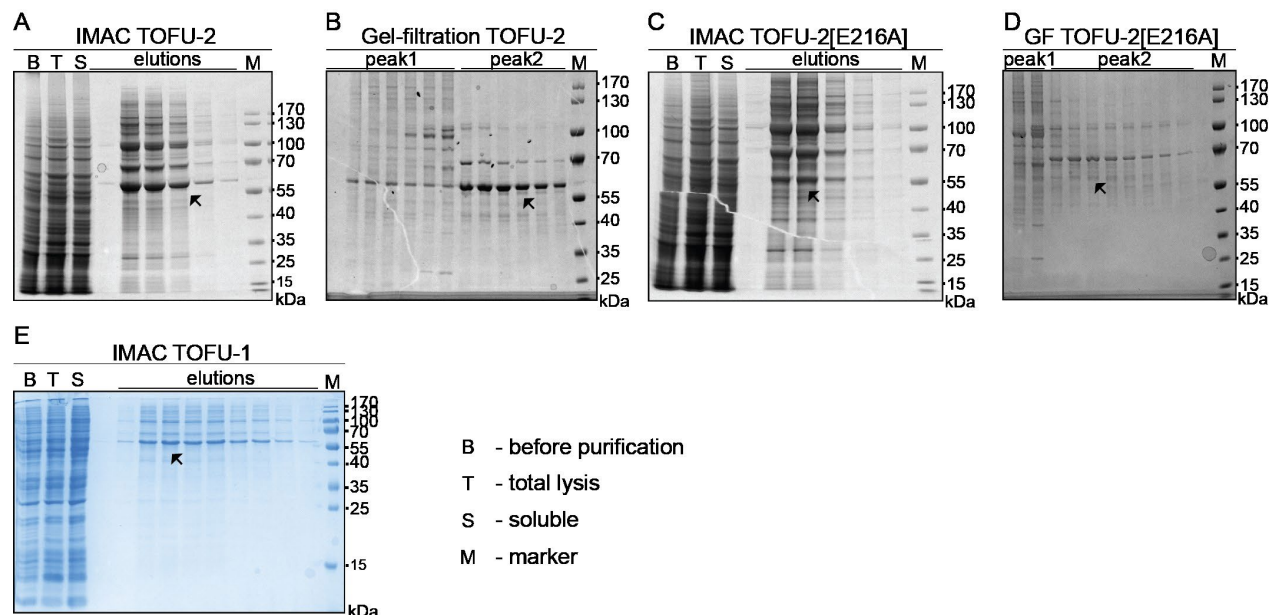 A
IMAC TOFU-2
B T S elutions M
170
130
100
70
55
40
35
25
15
kDa
B
Gel-filtration TOFU-2
peak1 peak2 M
170
130
100
70
55
40
35
25
kDa
C
IMAC TOFU-2[E216A]
B T S elutions M
170
130
100
70
55
40
35
25
15
kDa
D
GF TOFU-2[E216A]
peak1 peak2 M
170
130
100
70
55
40
35
25
15
kDa
E
IMAC TOFU-1
B T S elutions M
170
130
100
70
55
40
35
25
15
kDa
B - before purification
T - total lysis
S - soluble
M - marker